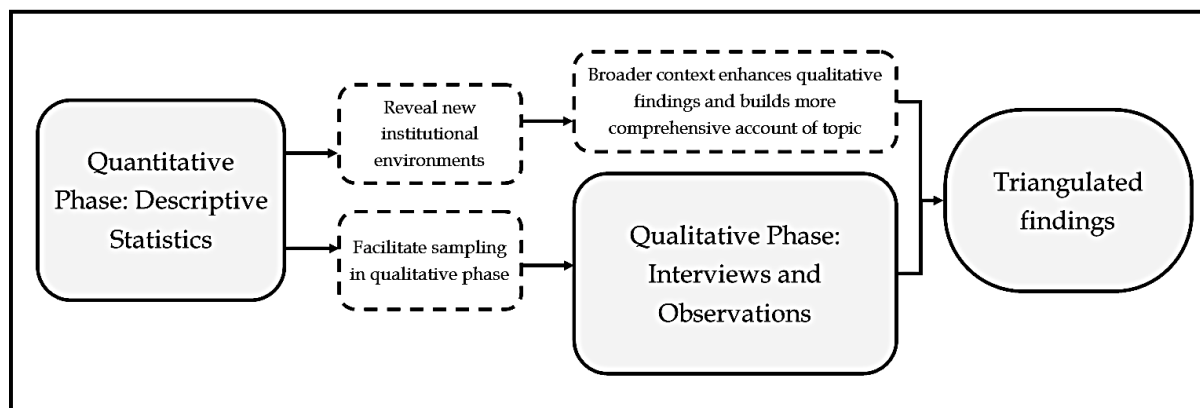 Quantitative
Phase: Descriptive
Statistics
Reveal new
institutional
environments
Broader context enhances qualitative
findings and builds more
comprehensive account of topic
Facilitate sampling
in qualitative phase
Qualitative Phase:
Interviews and
Observations
Triangulated
findings